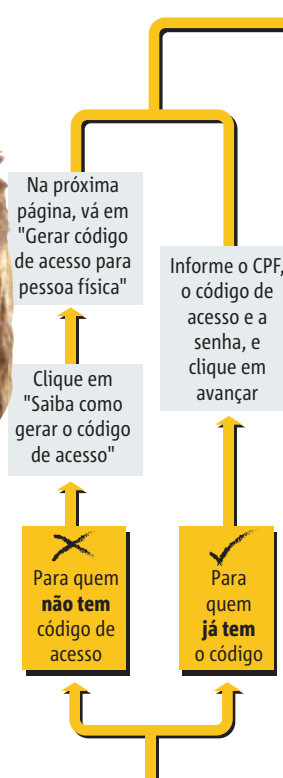 Na próxima
página, vá em
"Gerar código
de acesso para
pessoa física"
Informe o CPF,
o código de
acesso e a
senha, e
clique em
avançar
Clique em
"Saiba como
gerar o código
de acesso"
Para quem
não tem
código de
acesso
Para
quem
já tem
o código